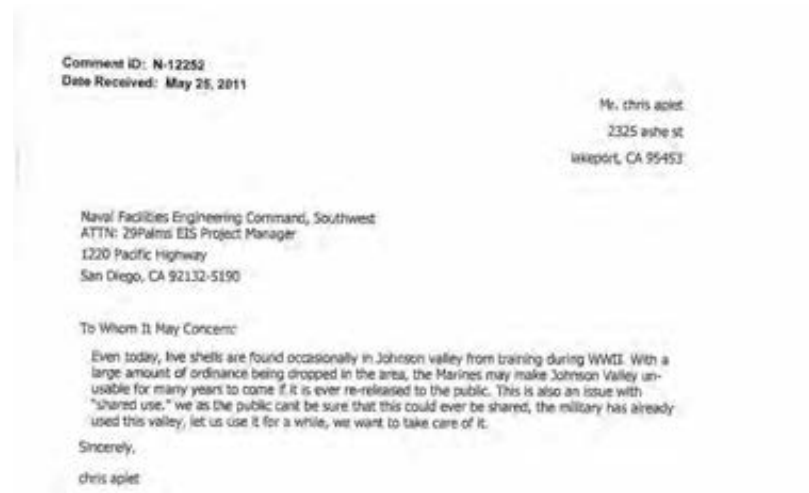 Comment ID: N-12252
Date Received: May 25, 2011
Mr. chris aplet
2325 ashe st
lakeport, CA 95453
Naval Facilities Engineering Command, Southwest
ATTN: 29Palms EIS Project Manager
1220 Pacific Highway
San Diego, CA 92132-5190
To Whom It May Concern:
Even today, live shells are found occasionally in Johnson valley from training during WWII. With a
large amount of ordinance being dropped in the area, the Marines may make Johnson Valley un-
usable for many years to come if it is ever re-released to the public. This is also an issue with
"shared use." we as the public cant be sure that this could ever be shared, the military has already
used this valley, let us use it for a while, we want to take care of it.
Sincerely,
chris aplet